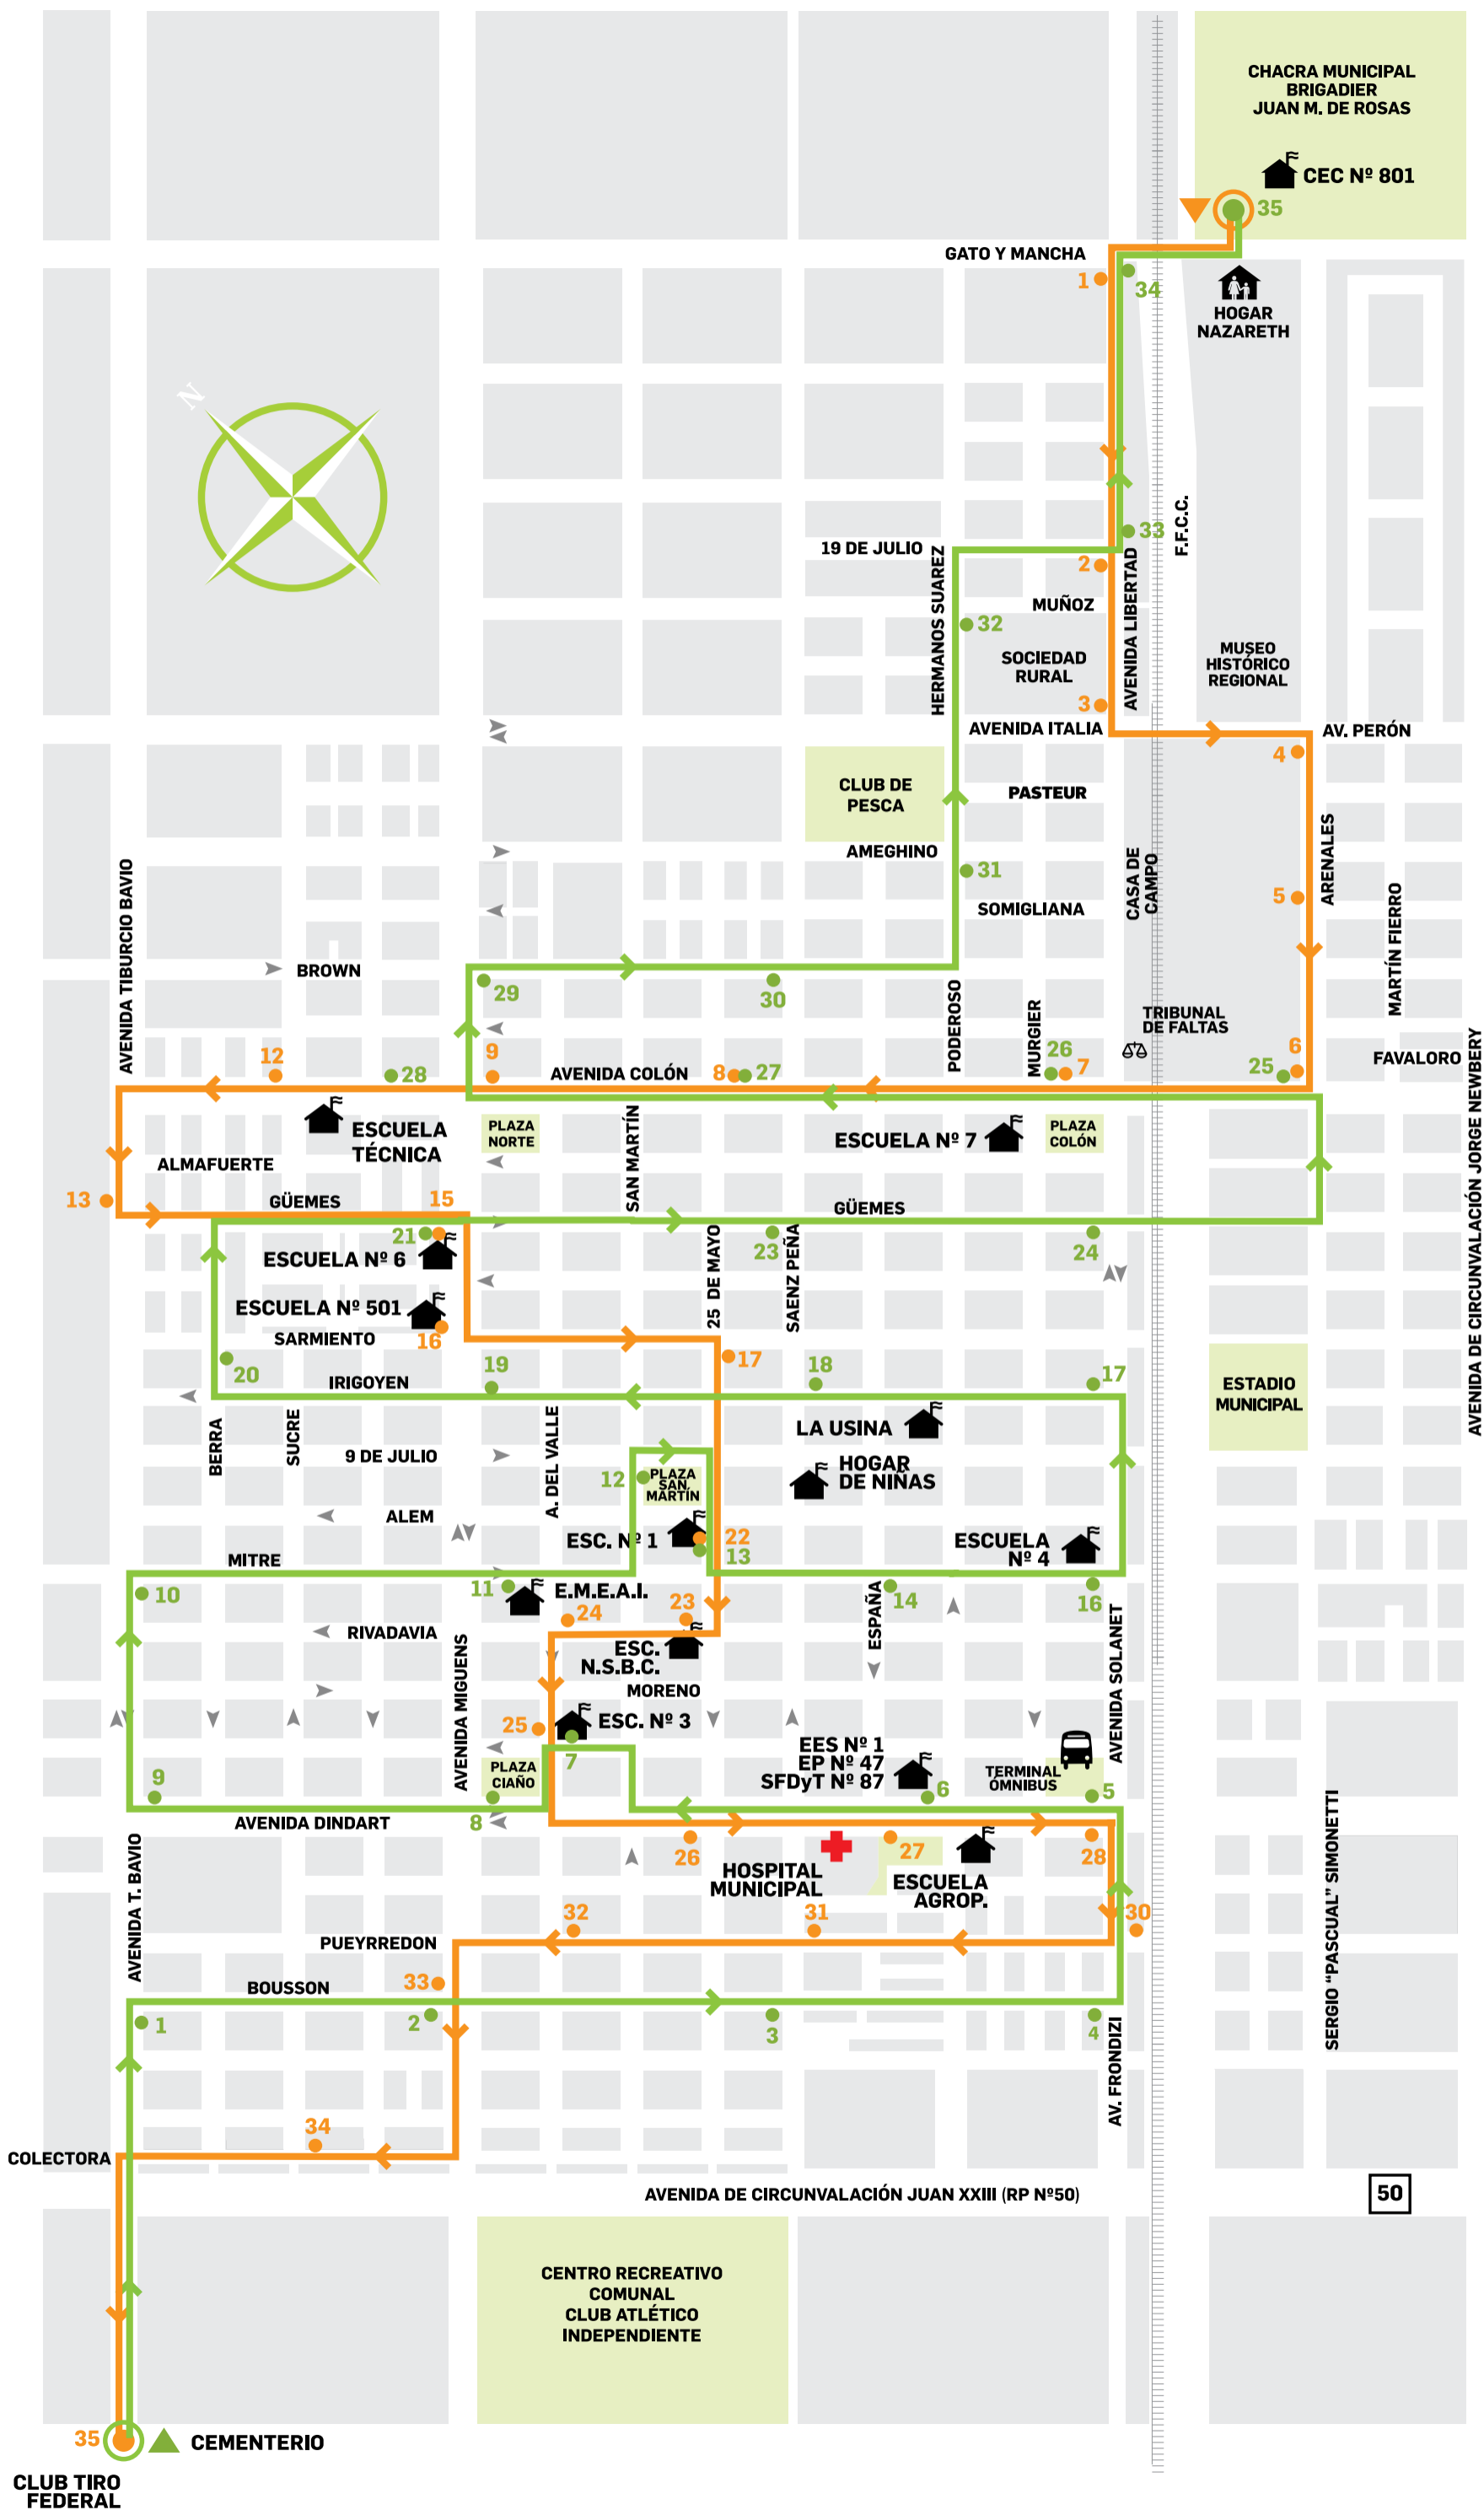 CHACRA MUNICIPAL
BRIGADIER
JUAN M. DE ROSAS
CEC Nº 801
35
GATO Y MANCHA
1
34
HOGAR
NAZARETH
N
19 DE JULIO
HERMANOS SUAREZ
33
F.F.C.C.
2
MUÑOZ
AVENIDA LIBERTAD
32
SOCIEDAD
RURAL
MUSEO
HISTÓRICO
REGIONAL
3
AVENIDA ITALIA
AV. PERÓN
4
CLUB DE
PESCA
PASTEUR
AMEGHINO
31
CASA DE
CAMPO
ARENALES
5
SOMIGLIANA
MARTÍN FIERRO
AVENIDA TIBURCIO BAVIO
BROWN
29
30
PODEROSO
MURGIER
TRIBUNAL
DE FALTAS
12
28
9
AVENIDA COLÓN
8
27
26
7
25
6
FAVALORO
AVENIDA DE CIRCUNVALACIÓN JORGE NEWBERY
ESCUELA
TÉCNICA
PLAZA
NORTE
SAN MARTÍN
ESCUELA Nº 7
PLAZA
COLÓN
ALMAFUERTE
13
GÜEMES
15
GÜEMES
21
ESCUELA Nº 6
25 DE MAYO
23
SAENZ PEÑA
24
ESCUELA Nº 501
SARMIENTO
16
17
20
IRIGOYEN
19
18
17
ESTADIO
MUNICIPAL
BERRA
SUCRE
9 DE JULIO
A. DEL VALLE
LA USINA
12
PLAZA
SAN
MARTÍN
HOGAR
DE NIÑAS
ALEM
ESC. Nº 1
22
13
ESCUELA
Nº 4
MITRE
10
11
E.M.E.A.I.
24
23
14
16
ESPAÑA
RIVADAVIA
ESC.
N.S.B.C.
AVENIDA MIGUENS
MORENO
AVENIDA SOLANET
25
ESC. Nº 3
7
EES Nº 1
EP Nº 47
SFDyT Nº 87
PLAZA
CIAÑO
TERMINAL
ÓMNIBUS
9
8
6
5
AVENIDA DINDART
26
27
28
HOSPITAL
MUNICIPAL
ESCUELA
AGROP.
SERGIO “PASCUAL” SIMONETTI
AVENIDA T. BAVIO
32
31
30
PUEYRREDON
33
BOUSSON
1
2
3
4
AV. FRONDIZI
34
COLECTORA
AVENIDA DE CIRCUNVALACIÓN JUAN XXIII (RP Nº50)
50
CENTRO RECREATIVO
COMUNAL
CLUB ATLÉTICO
INDEPENDIENTE
35
CEMENTERIO
CLUB TIRO
FEDERAL